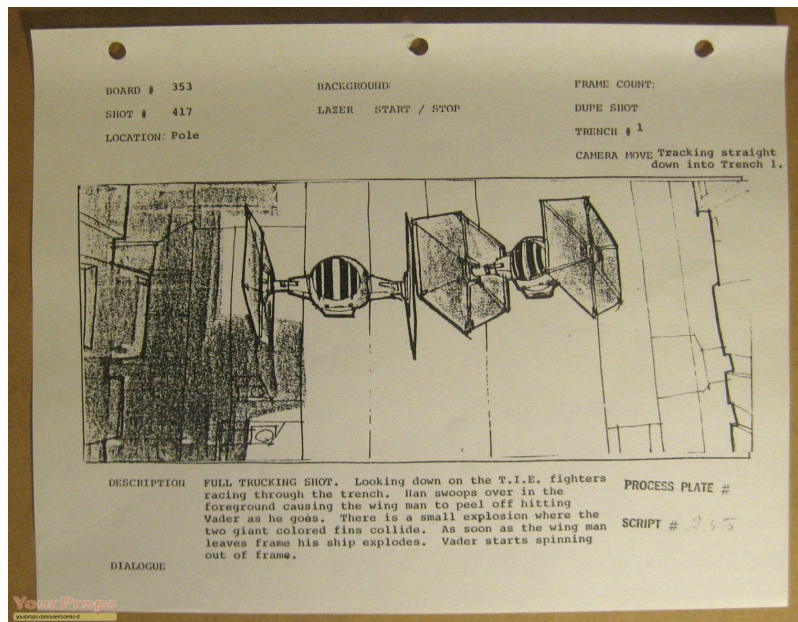 BOARD # 353
BACKGROUND:
FRAME COUNT:
SHOT # 417
LAZER START / STOP
DUPE SHOT
LOCATION: Pole
TRENCH # 1
CAMERA MOVE Tracking straight
down into Trench 1.
DESCRIPTION FULL TRUCKING SHOT. Looking down on the T.I.E. fighters
racing through the trench. Han swoops over in the
foreground causing the wing man to peel off hitting
Vader as he goes. There is a small explosion where the
two giant colored fins collide. As soon as the wing man
leaves frame his ship explodes. Vader starts spinning
out of frame.
PROCESS PLATE #
SCRIPT # 235
DIALOGUE
YourProps